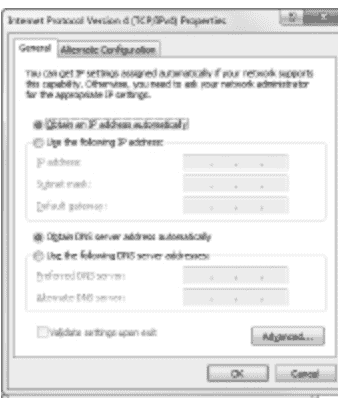 Internet Protocol Version 4 (TCP/IPv4) Properties
General
Alternate Configuration
You can get IP settings assigned automatically if your network supports
this capability. Otherwise, you need to ask your network administrator
for the appropriate IP settings.
Obtain an IP address automatically
Use the following IP address:
IP address:
Subnet mask:
Default gateway:
Obtain DNS server address automatically
Use the following DNS server addresses:
Preferred DNS server:
Alternate DNS server:
Validate settings upon exit
Advanced...
OK
Cancel